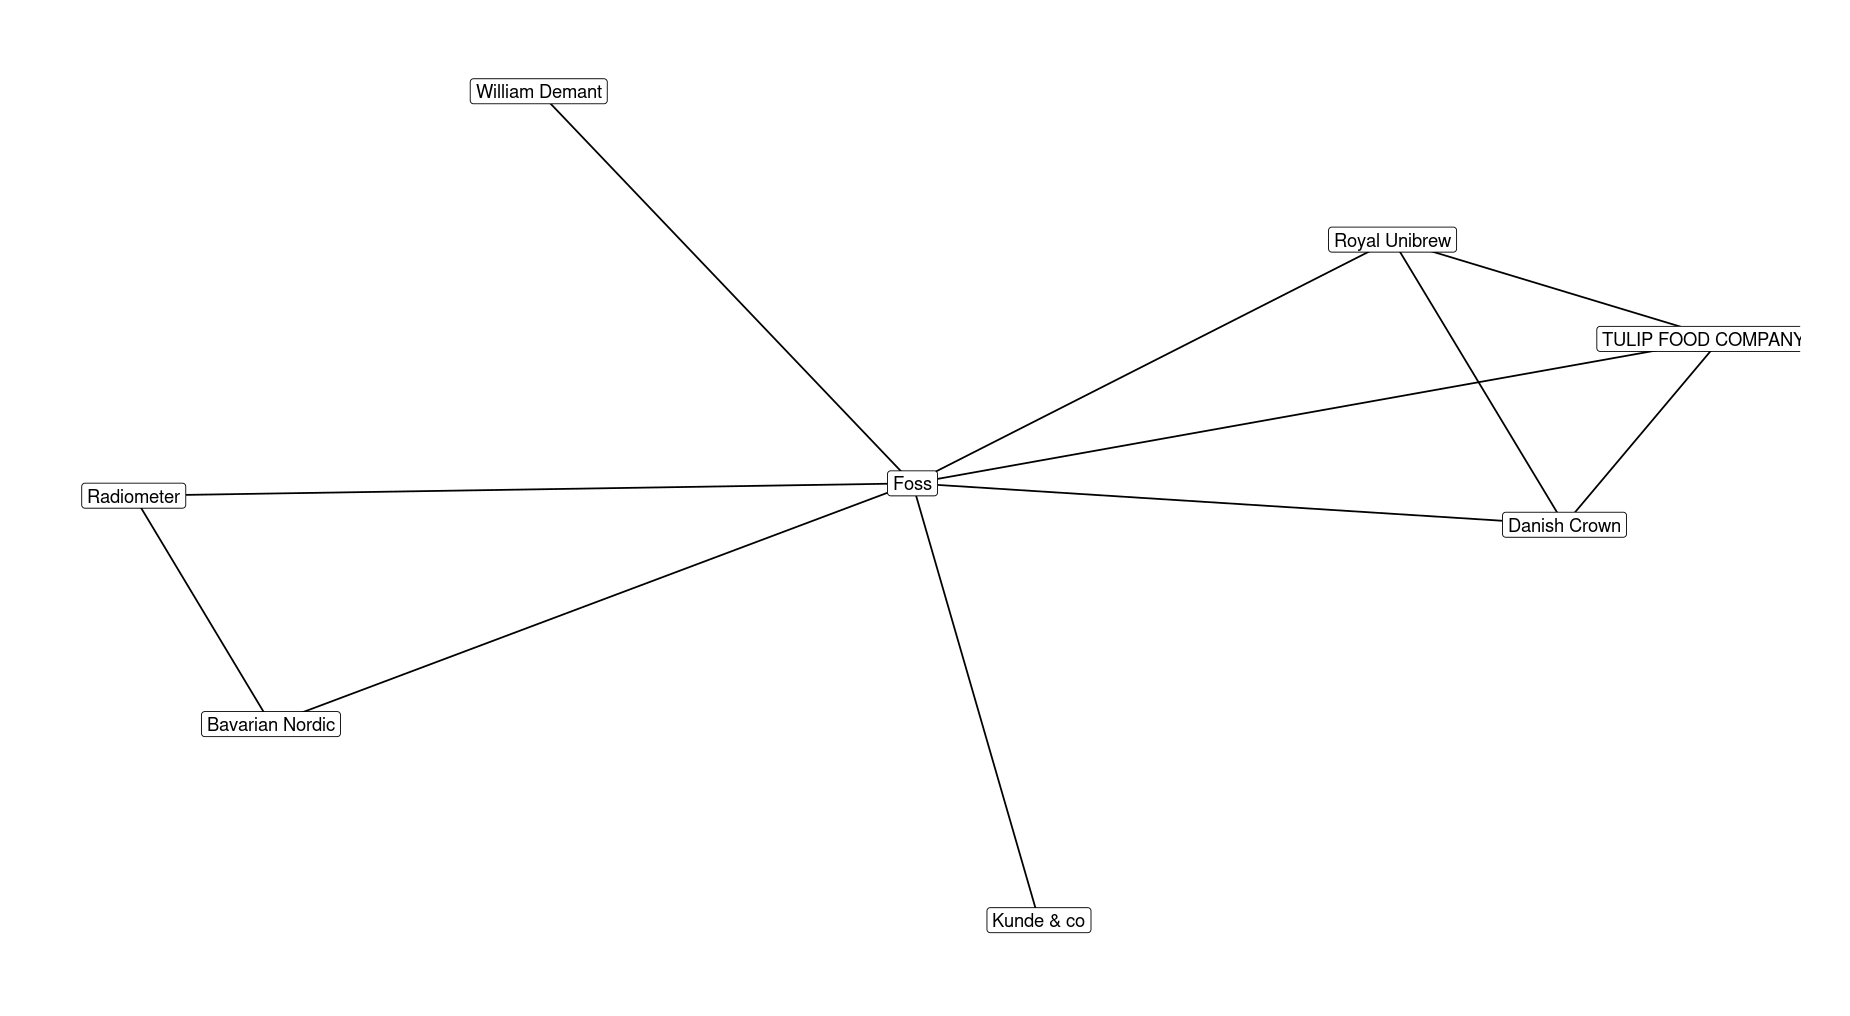 William Demant
Royal Unibrew
TULIP FOOD COMPANY
Foss
Radiometer
Danish Crown
Bavarian Nordic
Kunde & co